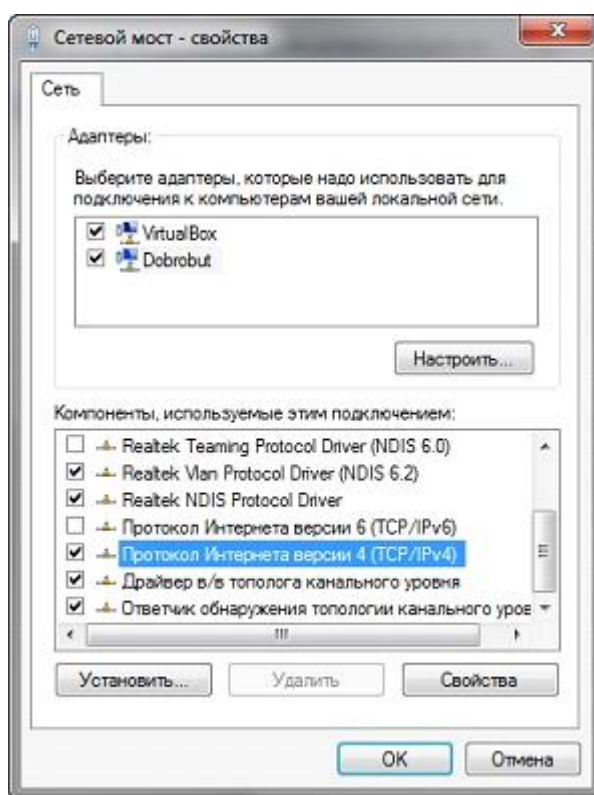 Сетевой мост - свойства
Сеть
Адаптеры:
Выберите адаптеры, которые надо использовать для
подключения к компьютерам вашей локальной сети.
VirtualBox
Dobrobut
Настроить...
Компоненты, используемые этим подключением:
Realtek Teaming Protocol Driver (NDIS 6.0)
Realtek Vlan Protocol Driver (NDIS 6.2)
Realtek NDIS Protocol Driver
Протокол Интернета версии 6 (TCP/IPv6)
Протокол Интернета версии 4 (TCP/IPv4)
Драйвер в/в тополога канального уровня
Ответчик обнаружения топологии канального уров
Установить...
Удалить
Свойства
OK
Отмена